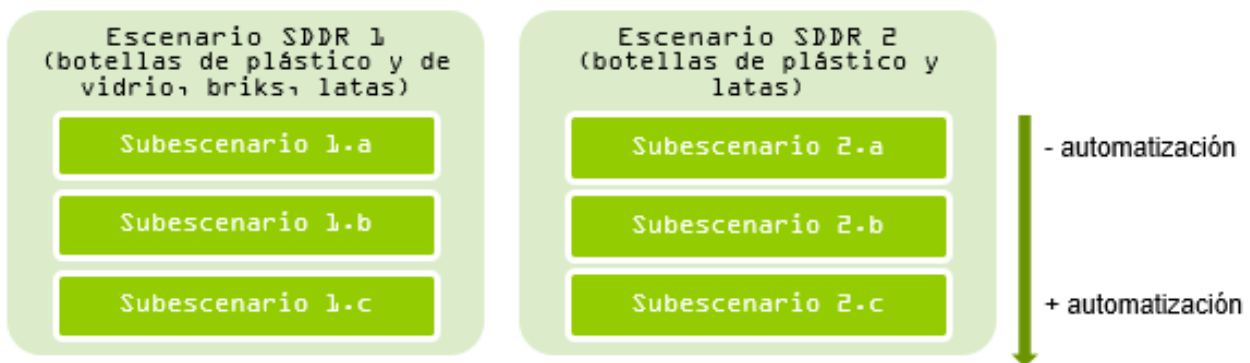 Escenario SDDR 1
(botellas de plástico y de
vidrio, briks, latas)
Subescenario 1.a
Subescenario 1.b
Subescenario 1.c
Escenario SDDR 2
(botellas de plástico y
latas)
Subescenario 2.a
Subescenario 2.b
Subescenario 2.c
- automatización
+ automatización